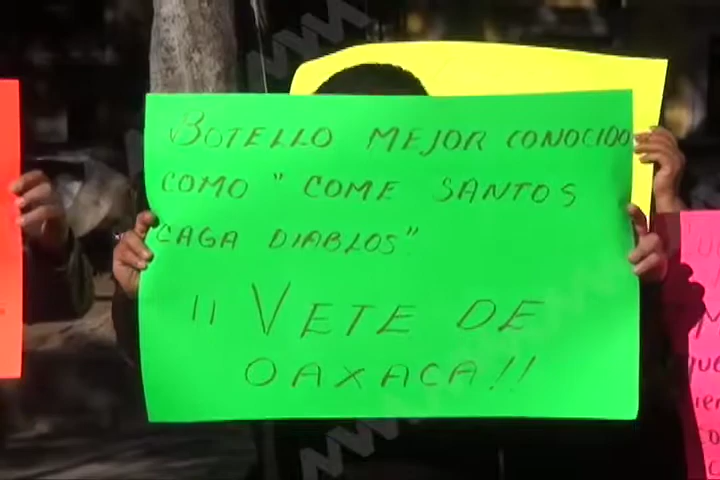 BOTELLO MEJOR CONOCIDO
COMO "COME SANTOS
CAGA DIABLOS"
¡¡ VETE DE
OAXACA!!